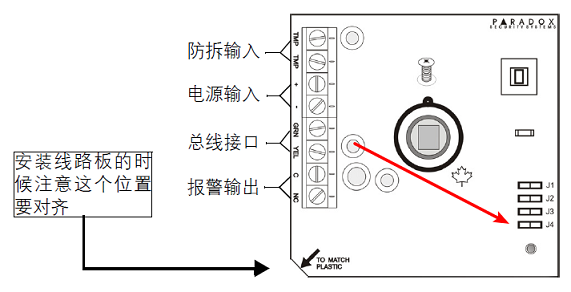 PARADOX
SECURITY SYSTEMS
防拆输入
TMP
TMP
电源输入
+
-
总线接口
GRN
YEL
报警输出
C
NC
安装线路板的时
候注意这个位置
要对齐
J1
J2
J3
J4
TO MATCH
PLASTIC